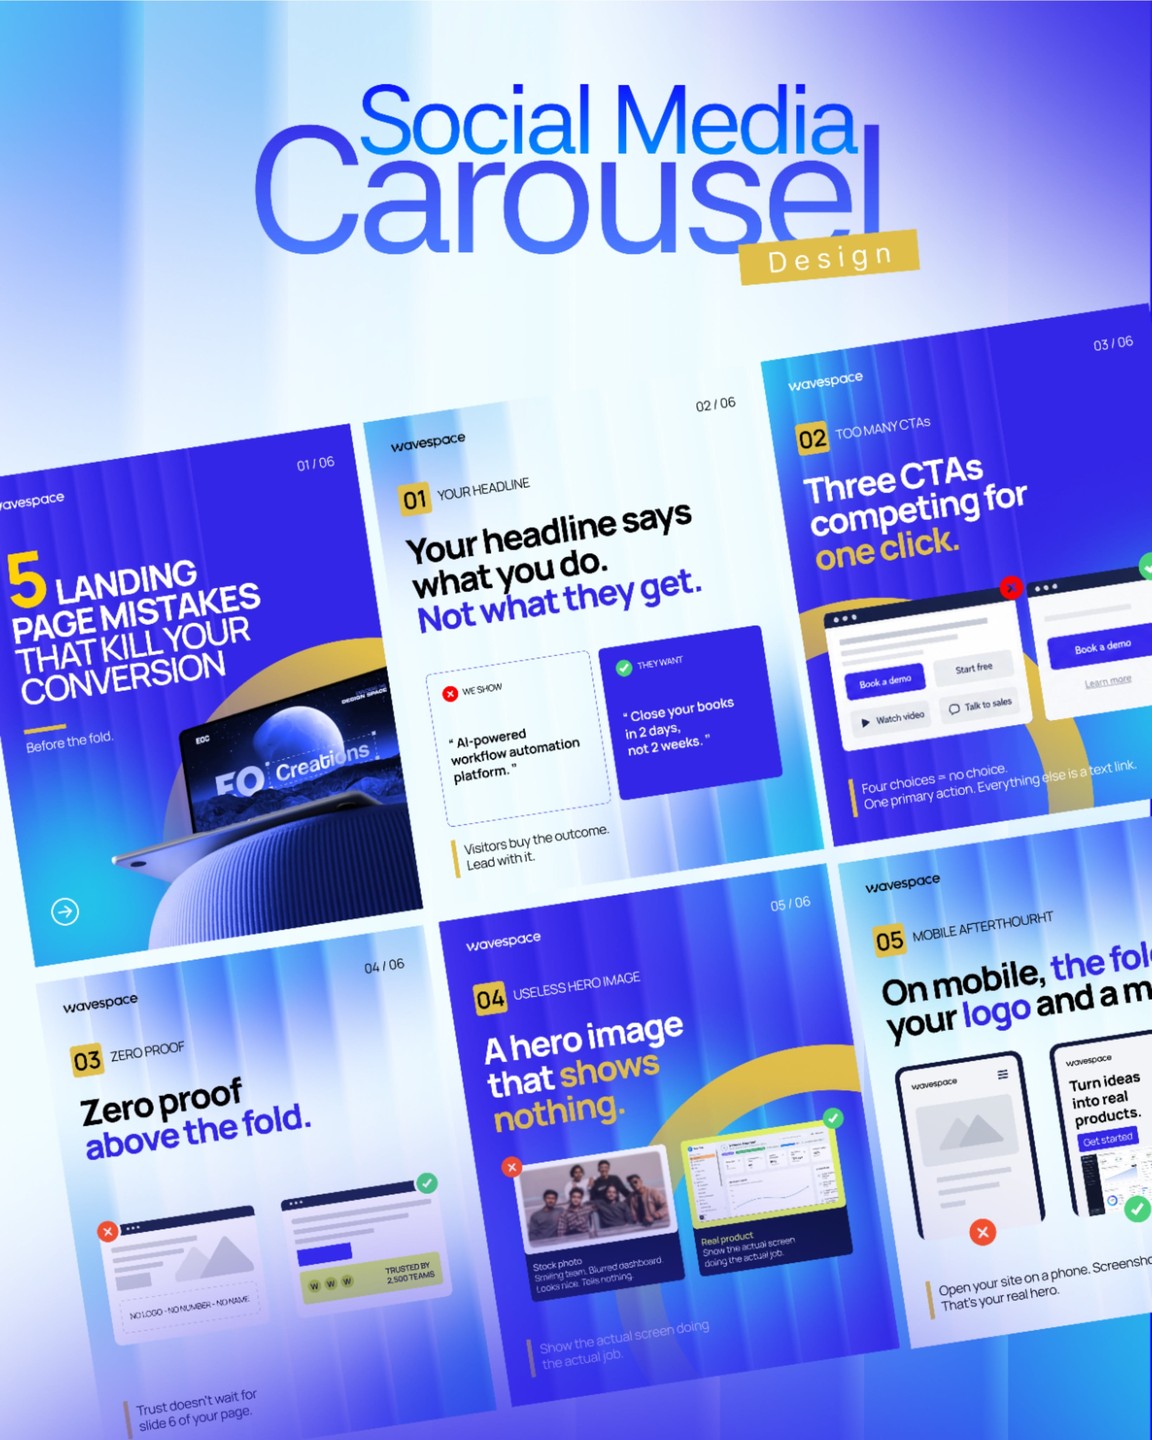 Social Media
Carousel
Design
wavespace
01 / 06
5 LANDING
PAGE MISTAKES
THAT KILL YOUR
CONVERSION
Before the fold.
EOC
DESIGN SPACE
EO
Creations
wavespace
02 / 06
01 YOUR HEADLINE
Your headline says
what you do.
Not what they get.
WE SHOW
“ AI-powered
workflow automation
platform. ”
THEY WANT
“ Close your books
in 2 days,
not 2 weeks. ”
Visitors buy the outcome.
Lead with it.
wavespace
03 / 06
02 TOO MANY CTAs
Three CTAs
competing for
one click.
Book a demo
Start free
Watch video
Talk to sales
Book a demo
Learn more
Four choices = no choice.
One primary action. Everything else is a text link.
wavespace
04 / 06
03 ZERO PROOF
Zero proof
above the fold.
NO LOGO - NO NUMBER - NO NAME
W W W
TRUSTED BY
2,500 TEAMS
Trust doesn't wait for
slide 6 of your page.
wavespace
05 / 06
04 USELESS HERO IMAGE
A hero image
that shows
nothing.
Stock photo
Smiling team. Blurred dashboard.
Looks nice. Tells nothing.
Real product
Show the actual screen
doing the actual job.
Show the actual screen doing
the actual job.
wavespace
05 MOBILE AFTERTHOURHT
On mobile, the fol
your logo and a m
wavespace
wavespace
Turn ideas
into real
products.
Get started
Open your site on a phone. Screensho
That's your real hero.